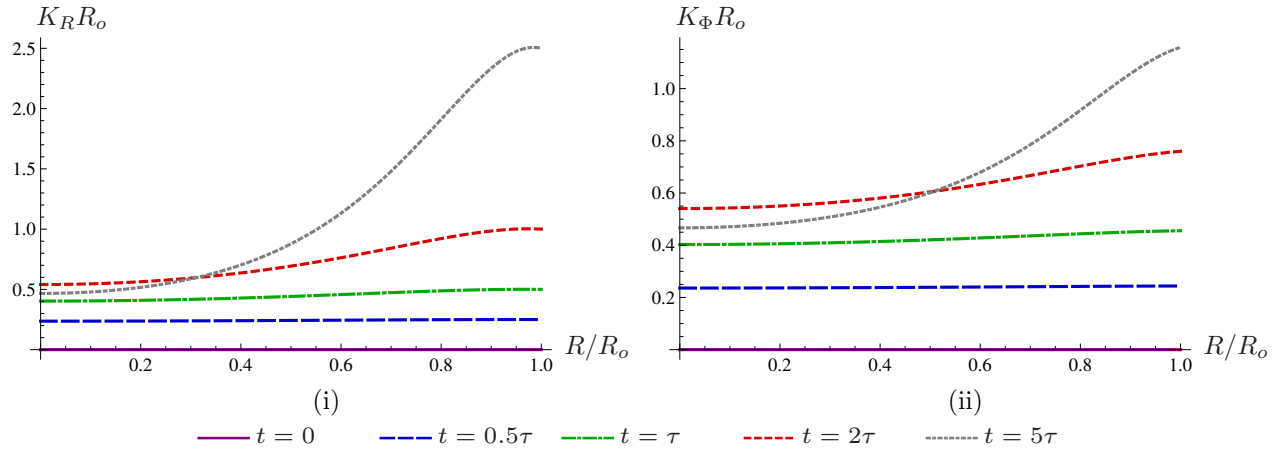 K_R R_o
2.5
2.0
1.5
1.0
0.5
0.2 0.4 0.6 0.8 1.0
R/R_o
(i)
K_Φ R_o
1.0
0.8
0.6
0.4
0.2
0.2 0.4 0.6 0.8 1.0
R/R_o
(ii)
t = 0 t = 0.5τ t = τ t = 2τ t = 5τ